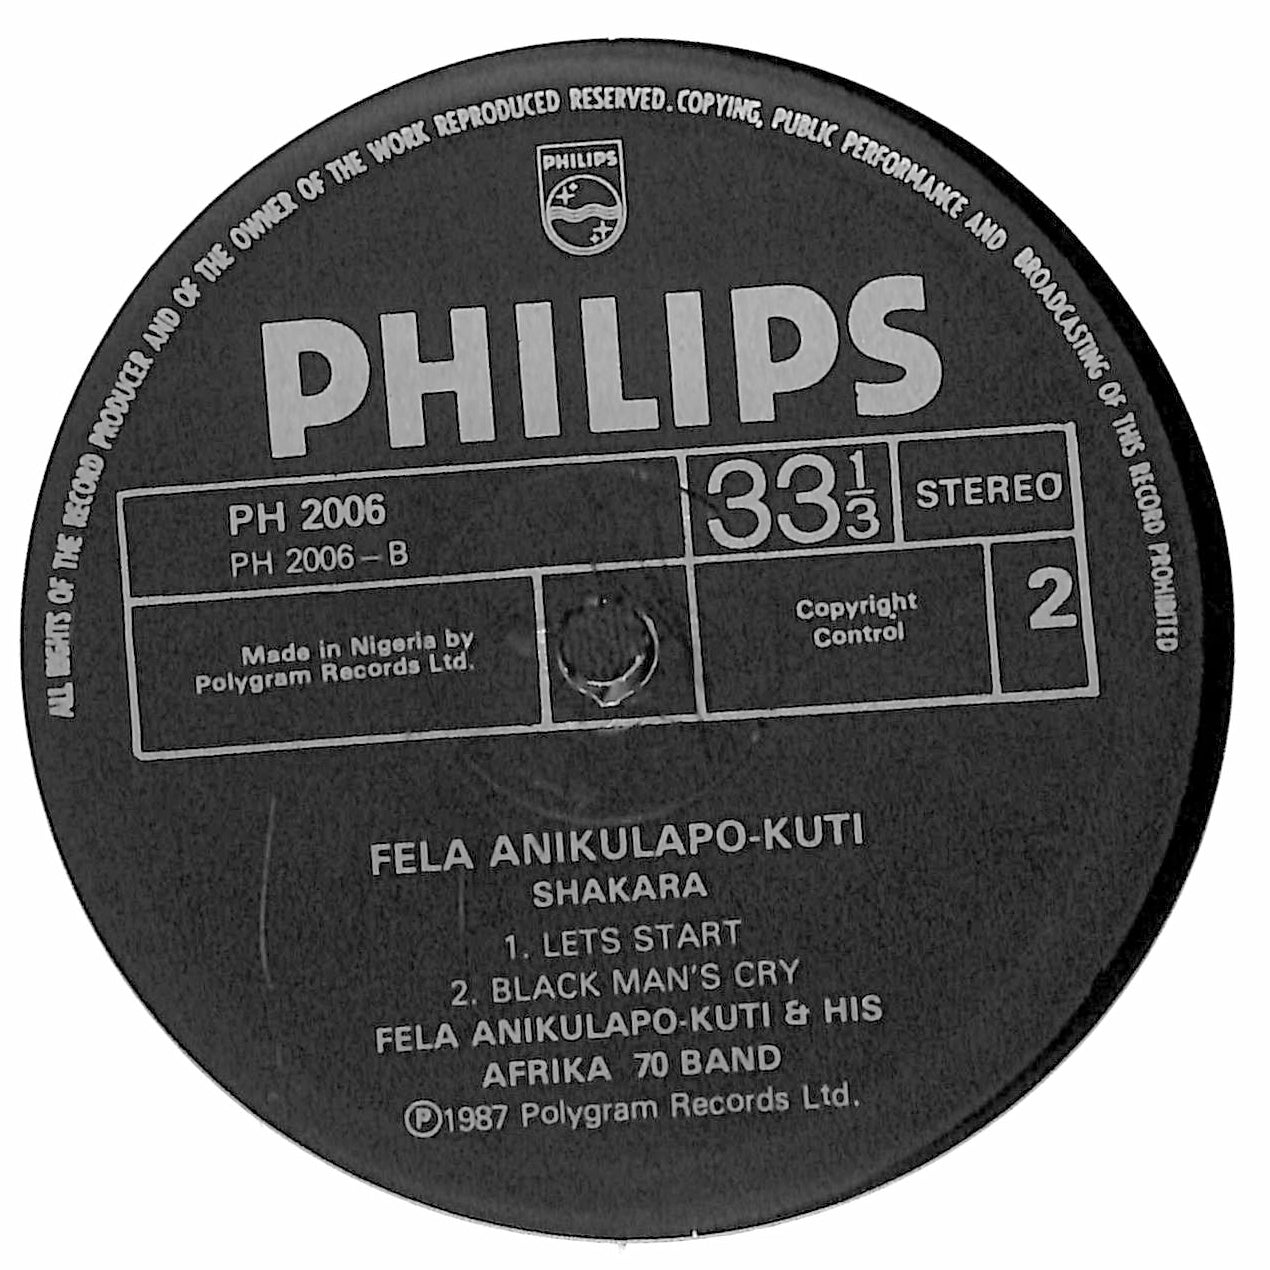 ALL RIGHTS OF THE RECORD PRODUCER AND OF THE OWNER OF THE WORK REPRODUCED RESERVED. COPYING, PUBLIC PERFORMANCE AND BROADCASTING OF THIS RECORD PROHIBITED
PHILIPS
PHILIPS
PH 2006
PH 2006 – B
33 1/3
STEREO
Made in Nigeria by
Polygram Records Ltd.
Copyright
Control
2
FELA ANIKULAPO-KUTI
SHAKARA
1. LETS START
2. BLACK MAN'S CRY
FELA ANIKULAPO-KUTI & HIS
AFRIKA 70 BAND
Ⓟ1987 Polygram Records Ltd.